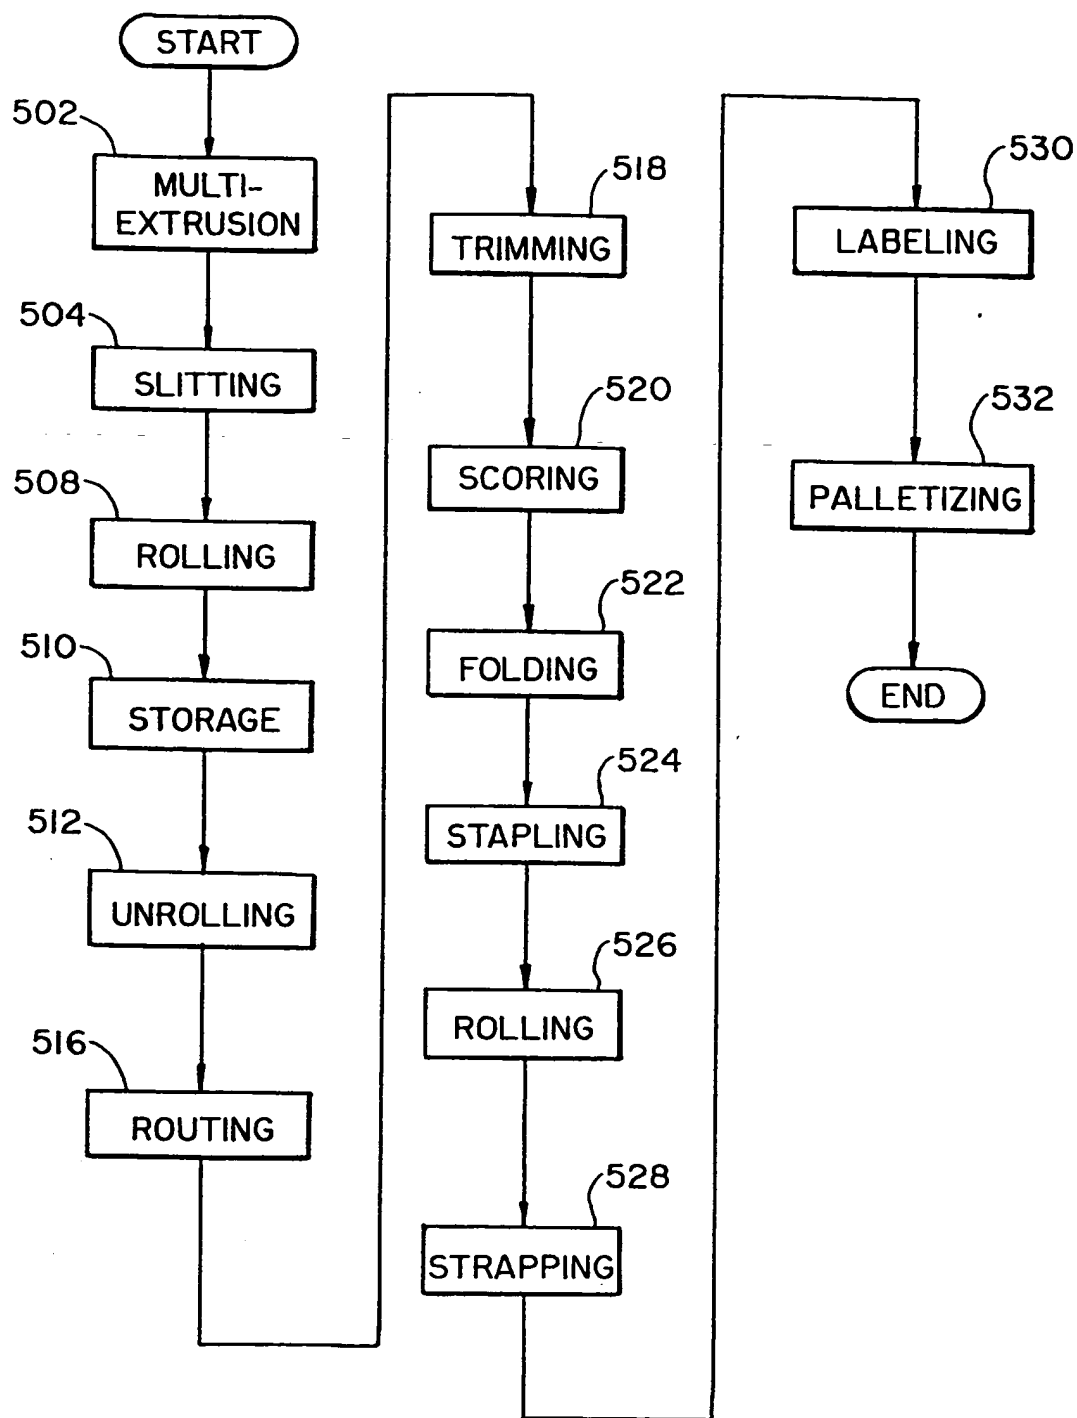 START
502
MULTI-
EXTRUSION
504
SLITTING
508
ROLLING
510
STORAGE
512
UNROLLING
516
ROUTING
518
TRIMMING
520
SCORING
522
FOLDING
524
STAPLING
526
ROLLING
528
STRAPPING
530
LABELING
532
PALLETIZING
END